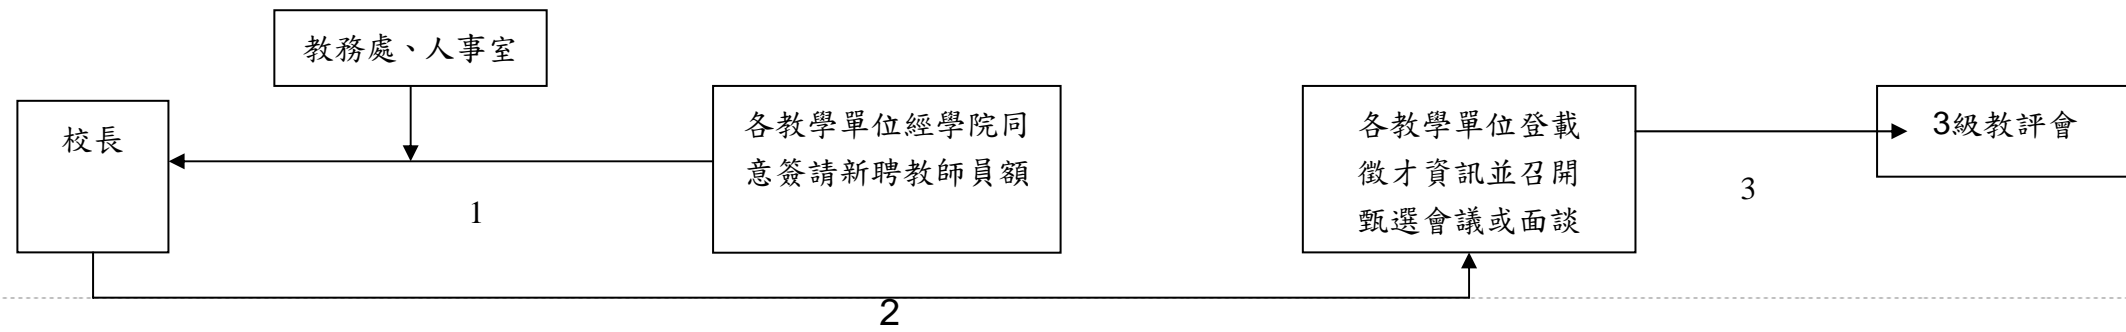 教務處、人事室
校長
各教學單位經學院同
意簽請新聘教師員額
1
各教學單位登載
徵才資訊並召開
甄選會議或面談
3
3級教評會
2